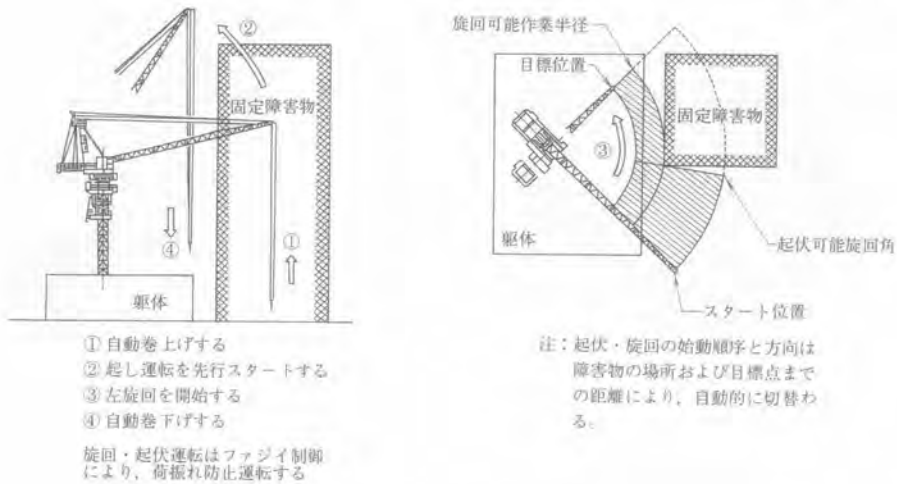 ②
固定障害物
①
④
躯体
① 自動巻上げする
② 起し運転を先行スタートする
③ 左旋回を開始する
④ 自動巻下げする
旋回・起伏運転はファジイ制御
により，荷振れ防止運転する
旋回可能作業半径
目標位置
固定障害物
③
躯体
起伏可能旋回角
スタート位置
注：起伏・旋回の始動順序と方向は
障害物の場所および目標点まで
の距離により，自動的に切替わ
る。